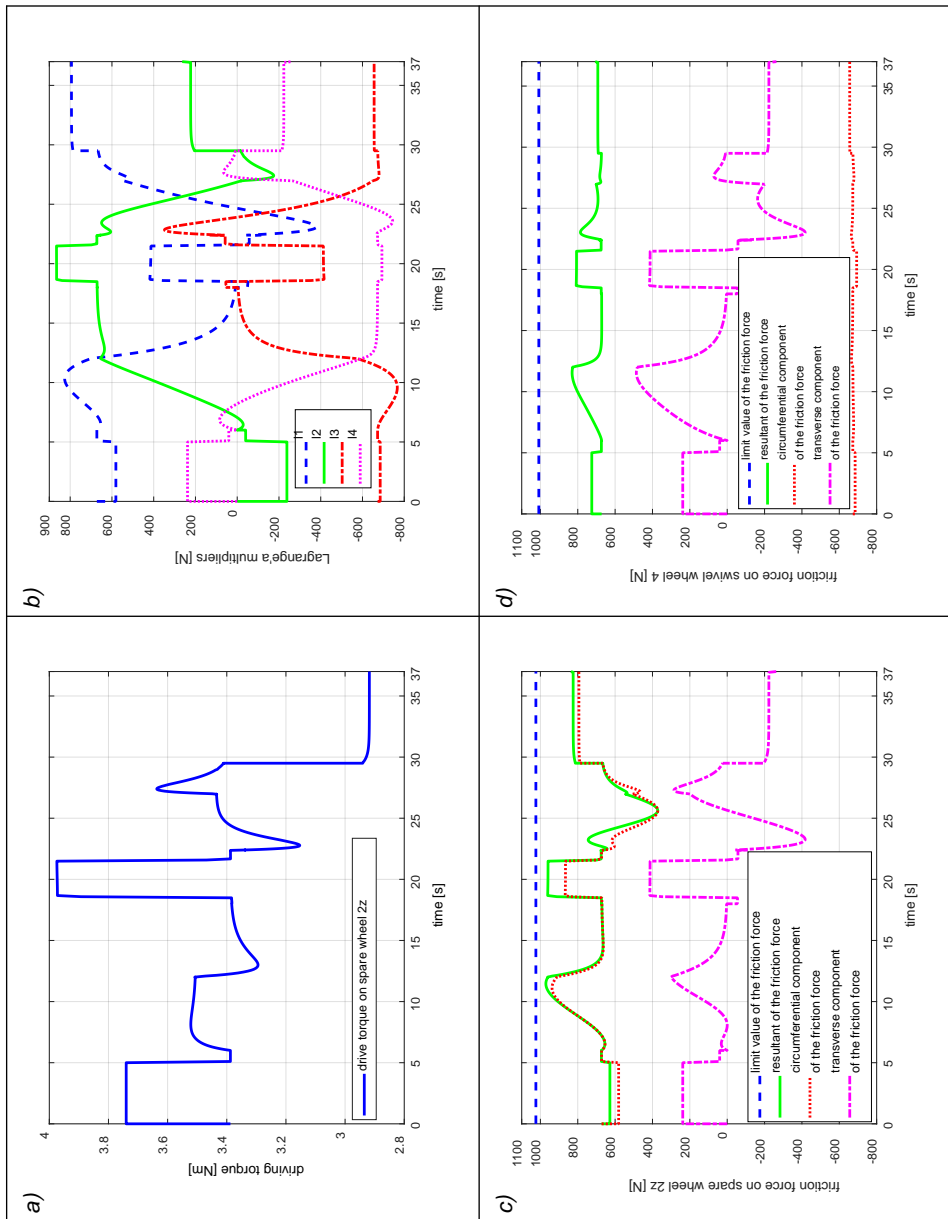 a)
4
3.8
3.6
3.4
3.2
3
2.8
driving torque [Nm]
0
5
10
15
20
25
30
35
37
time [s]
drive torque on spare wheel 2z
b)
900
800
600
400
200
0
-200
-400
-600
-800
Lagrange'a multipliers [N]
0
5
10
15
20
25
30
35
37
time [s]
l1
l2
l3
l4
c)
1100
1000
800
600
400
200
0
-200
-400
-600
-800
friction force on spare wheel 2z [N]
0
5
10
15
20
25
30
35
37
time [s]
limit value of the friction force
resultant of the friction force
circumferential component
of the friction force
transverse component
of the friction force
d)
1100
1000
800
600
400
200
0
-200
-400
-600
-800
friction force on swivel wheel 4 [N]
0
5
10
15
20
25
30
35
37
time [s]
limit value of the friction force
resultant of the friction force
circumferential component
of the friction force
transverse component
of the friction force